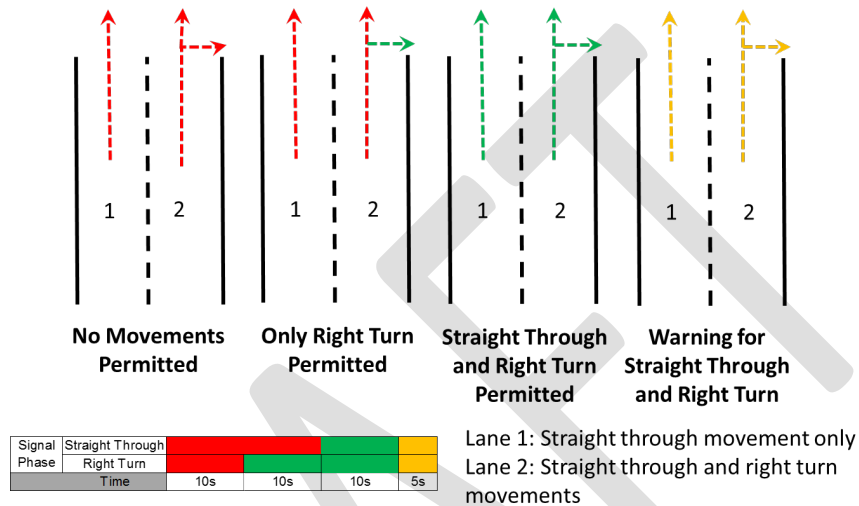 1 2 1 2 1 2 1 2
No Movements
Permitted
Only Right Turn
Permitted
Straight Through
and Right Turn
Permitted
Warning for
Straight Through
and Right Turn
Signal Phase
Straight Through
Right Turn
Time 10s 10s 10s 5s
Lane 1: Straight through movement only
Lane 2: Straight through and right turn
movements